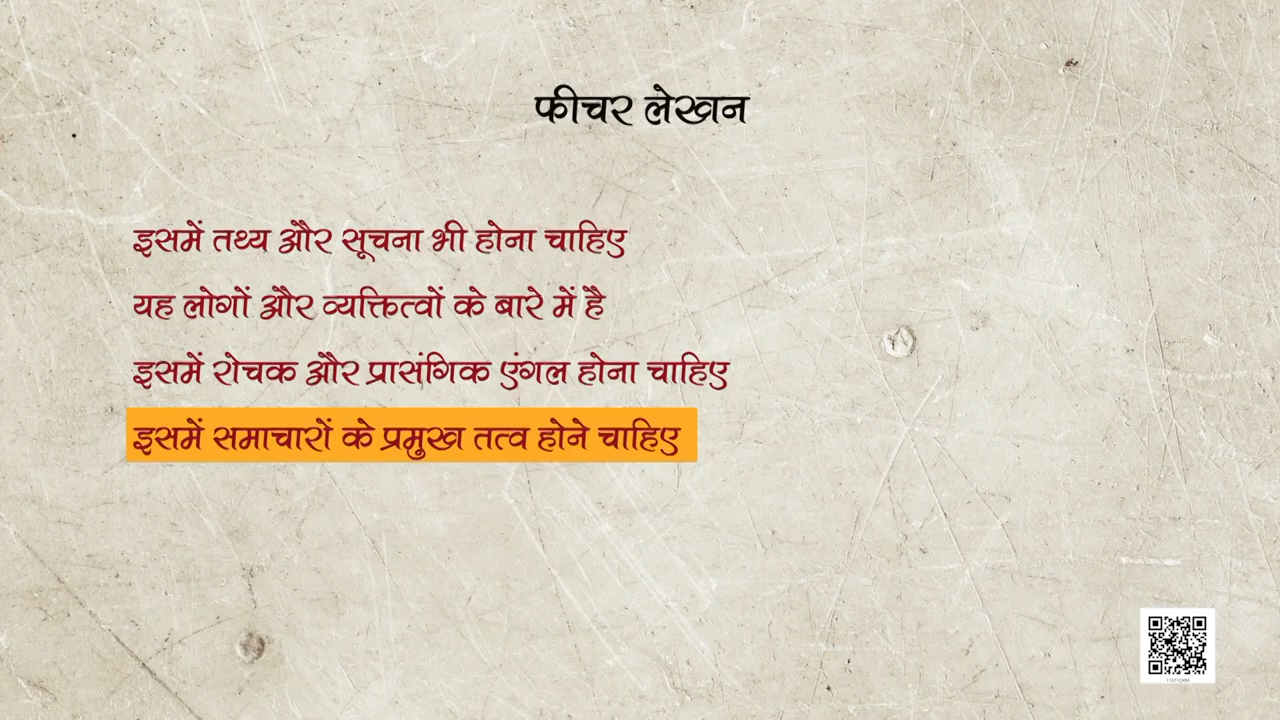 फीचर लेखन
इसमें तथ्य और सूचना भी होना चाहिए
यह लोगों और व्यक्तित्वों के बारे में है
इसमें रोचक और प्रासंगिक एंगल होना चाहिए
इसमें समाचारों के प्रमुख तत्व होने चाहिए